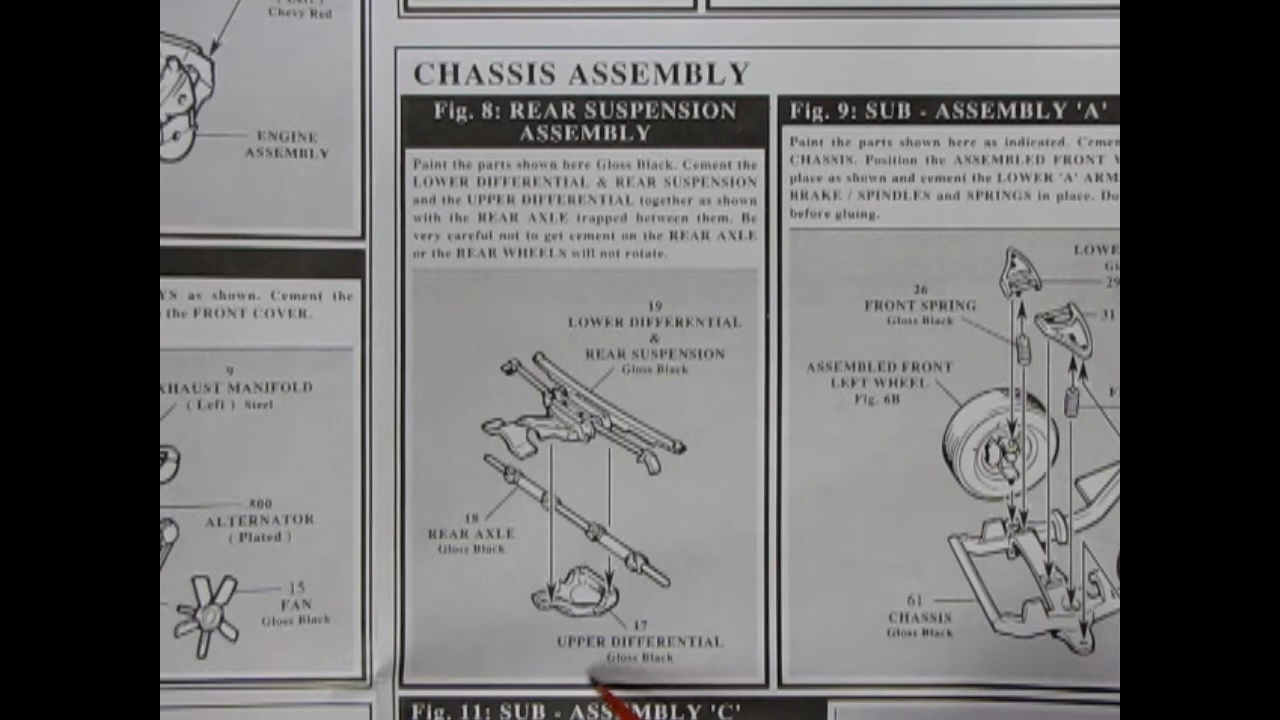 Chevy Red
ENGINE
ASSEMBLY
YS as shown. Cement the
the FRONT COVER.
9
XHAUST MANIFOLD
( Left ) Steel
800
ALTERNATOR
( Plated )
15
FAN
Gloss Black
CHASSIS ASSEMBLY
Fig. 8: REAR SUSPENSION
ASSEMBLY
Paint the parts shown here Gloss Black. Cement the
LOWER DIFFERENTIAL & REAR SUSPENSION
and the UPPER DIFFERENTIAL together as shown
with the REAR AXLE trapped between them. Be
very careful not to get cement on the REAR AXLE
or the REAR WHEELS will not rotate.
19
LOWER DIFFERENTIAL
&
REAR SUSPENSION
Gloss Black
18
REAR AXLE
Gloss Black
17
UPPER DIFFERENTIAL
Gloss Black
Fig. 9: SUB - ASSEMBLY 'A'
Paint the parts shown here as indicated. Cemen
CHASSIS. Position the ASSEMBLED FRONT
place as shown and cement the LOWER 'A' ARM
BRAKE / SPINDLES and SPRINGS in place. Do
before gluing.
LOWE
29
31
26
FRONT SPRING
Gloss Black
ASSEMBLED FRONT
LEFT WHEEL
Fig. 6B
61
CHASSIS
Gloss Black
Fig. 11: SUB - ASSEMBLY 'C'